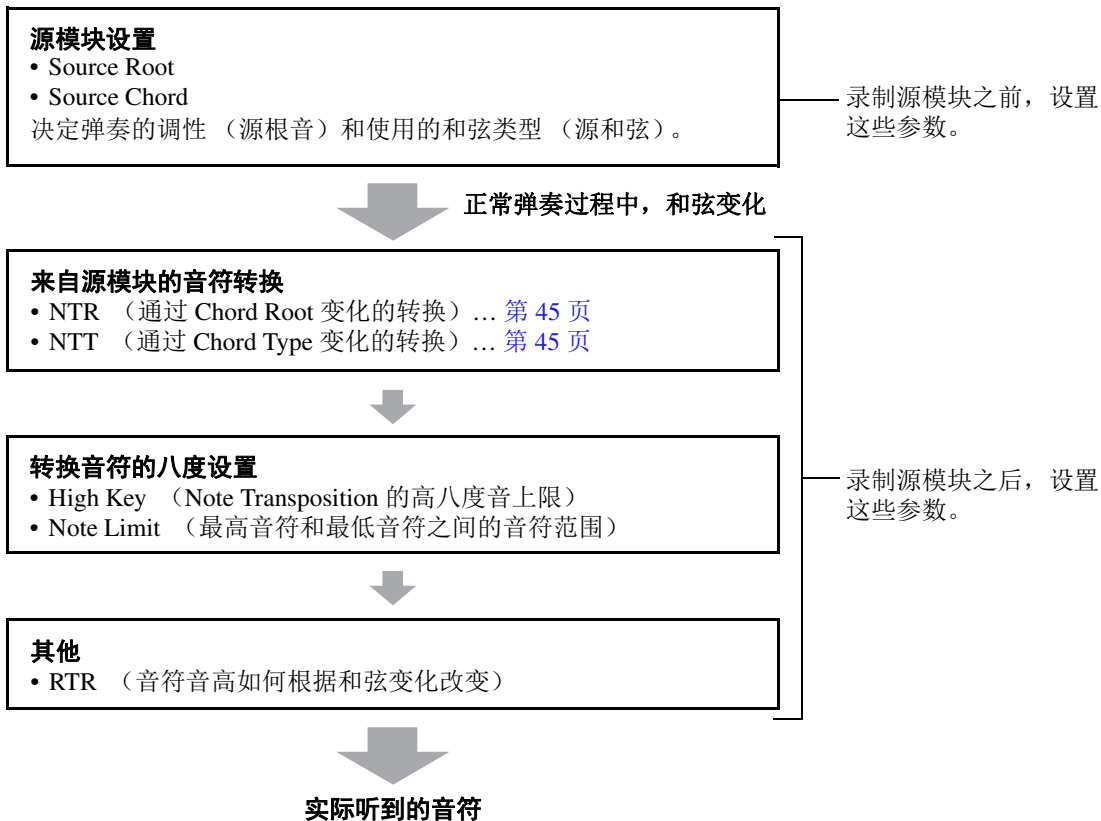 源模块设置
• Source Root
• Source Chord
决定弹奏的调性 （源根音）和使用的和弦类型 （源和弦）。
录制源模块之前，设置
这些参数。
正常弹奏过程中，和弦变化
来自源模块的音符转换
• NTR （通过 Chord Root 变化的转换）… 第 45 页
• NTT （通过 Chord Type 变化的转换）… 第 45 页
转换音符的八度设置
• High Key （Note Transposition 的高八度音上限）
• Note Limit （最高音符和最低音符之间的音符范围）
录制源模块之后，设置
这些参数。
其他
• RTR （音符音高如何根据和弦变化改变）
实际听到的音符